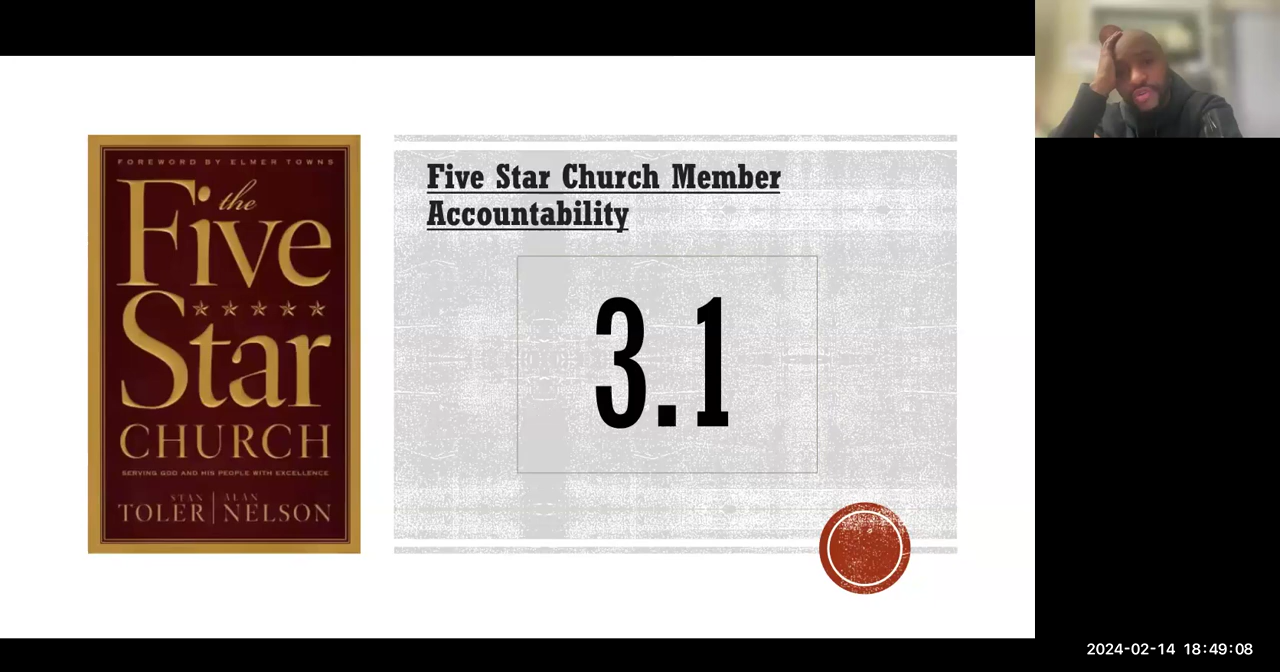 FOREWORD BY ELMER TOWNS
the
Five
Star
CHURCH
SERVING GOD AND HIS PEOPLE WITH EXCELLENCE
STAN TOLER | ALAN NELSON
Five Star Church Member
Accountability
3.1
2024-02-14 18:49:08